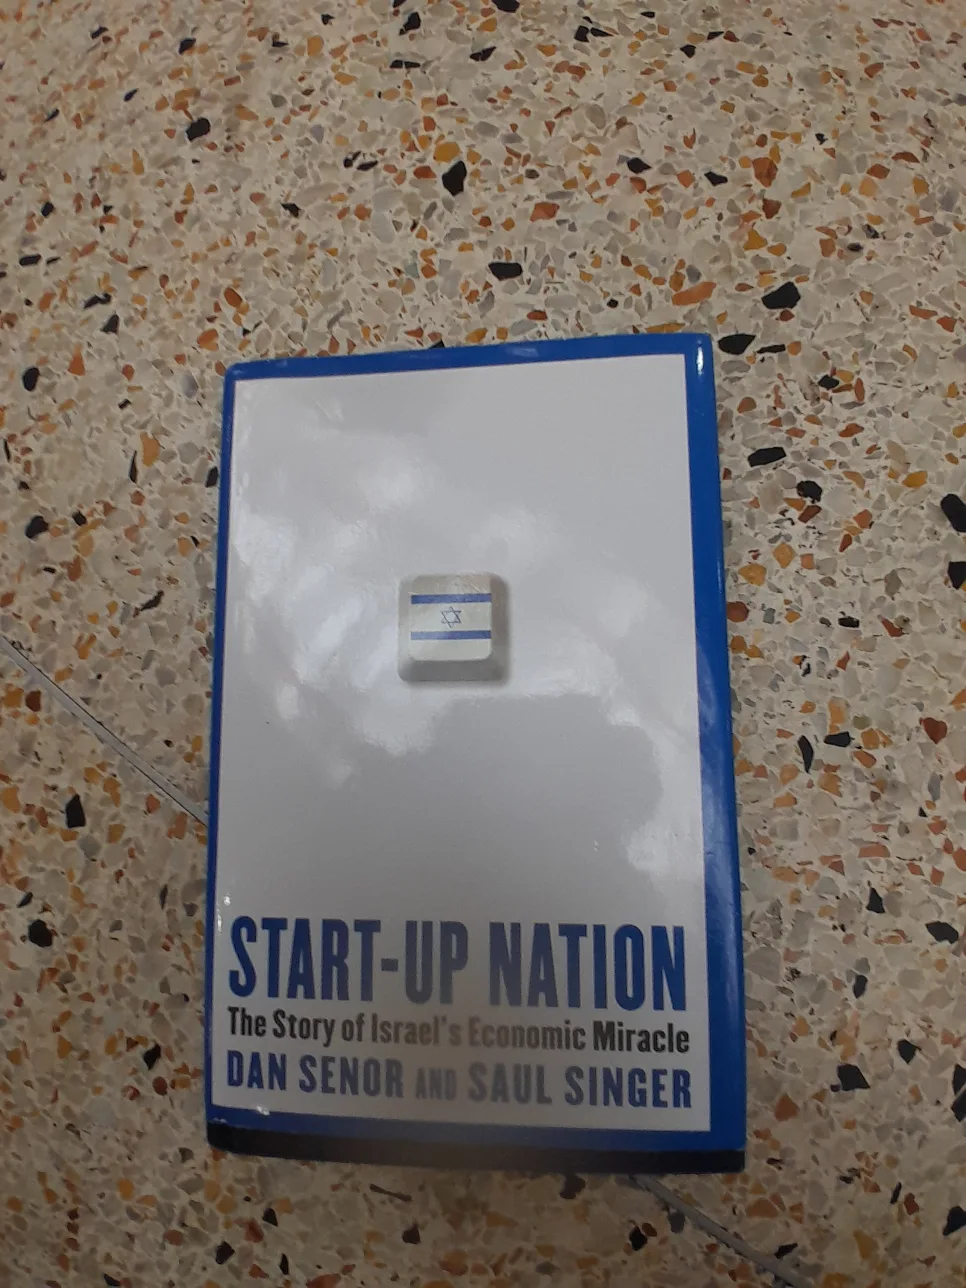 START-UP NATION
The Story of Israel's Economic Miracle
DAN SENOR AND SAUL SINGER